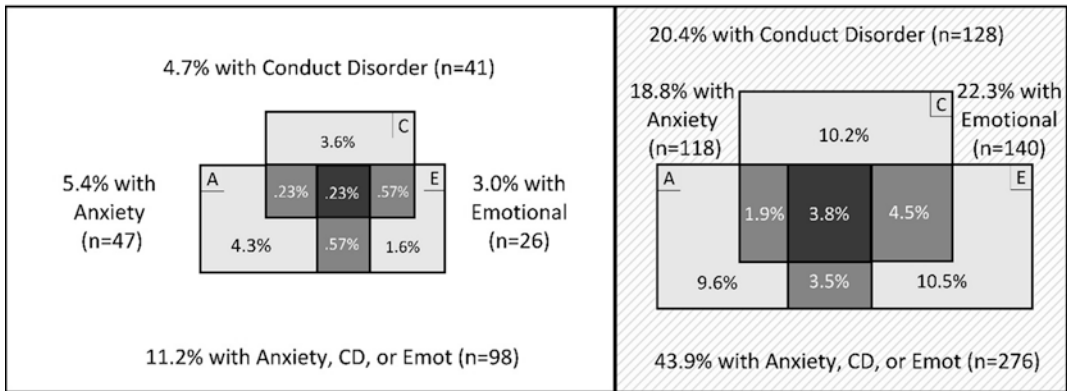 4.7% with Conduct Disorder (n=41)
C
3.6%
A
E
.23%
.23%
.57%
5.4% with
Anxiety
(n=47)
3.0% with
Emotional
(n=26)
4.3%
.57%
1.6%
11.2% with Anxiety, CD, or Emot (n=98)
20.4% with Conduct Disorder (n=128)
18.8% with
Anxiety
(n=118)
22.3% with
Emotional
(n=140)
C
10.2%
A
E
1.9%
3.8%
4.5%
9.6%
3.5%
10.5%
43.9% with Anxiety, CD, or Emot (n=276)